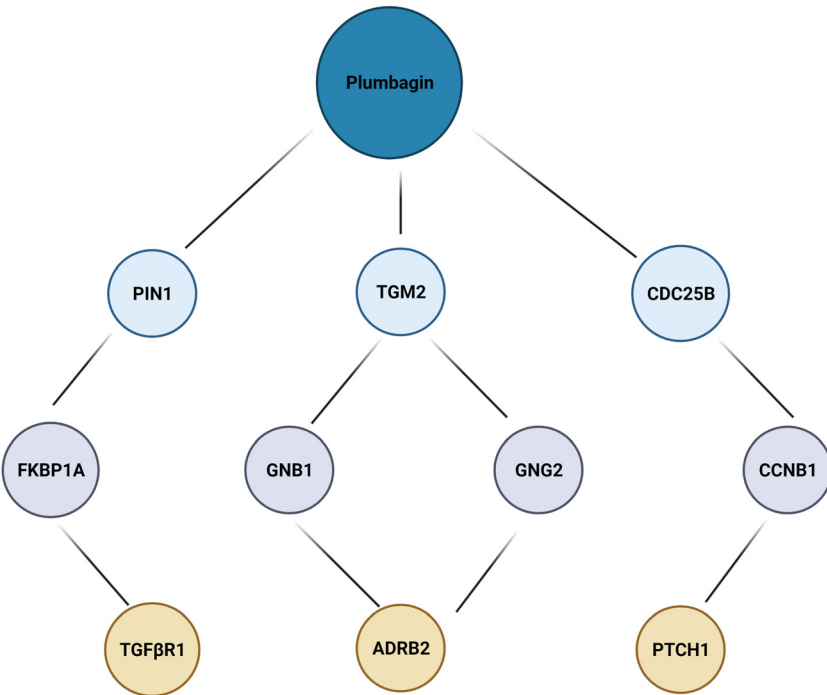 Plumbagin
PIN1
TGM2
CDC25B
FKBP1A
GNB1
GNG2
CCNB1
TGFβR1
ADRB2
PTCH1